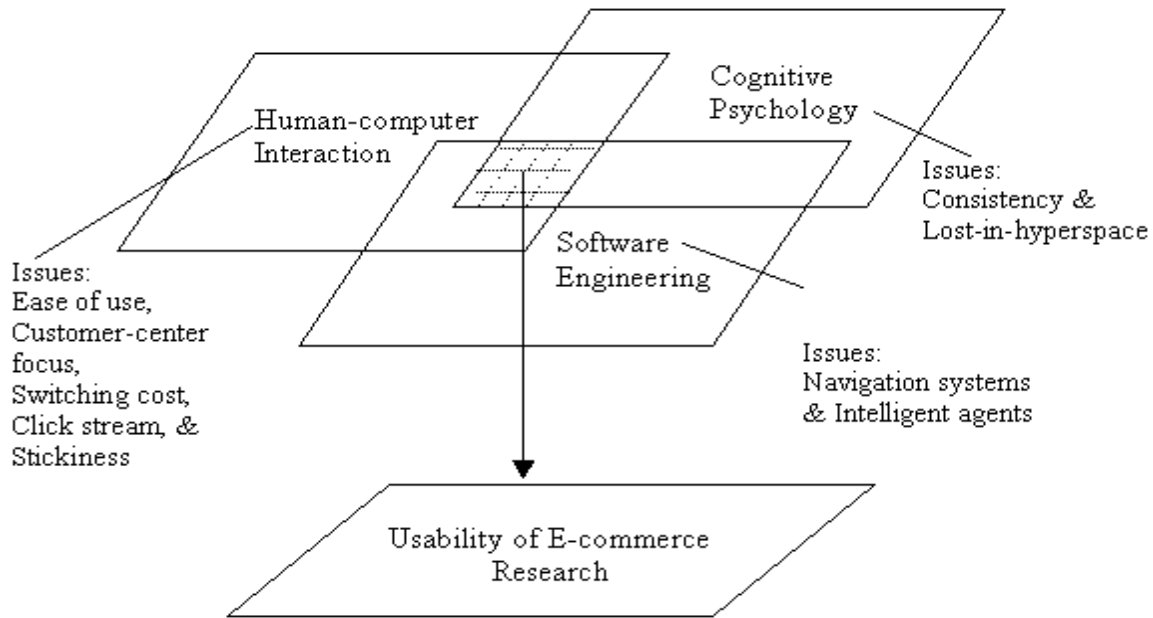 Cognitive
Psychology
Human-computer
Interaction
Issues:
Consistency &
Lost-in-hyperspace
Software
Engineering
Issues:
Ease of use,
Customer-center
focus,
Switching cost,
Click stream, &
Stickiness
Issues:
Navigation systems
& Intelligent agents
Usability of E-commerce
Research